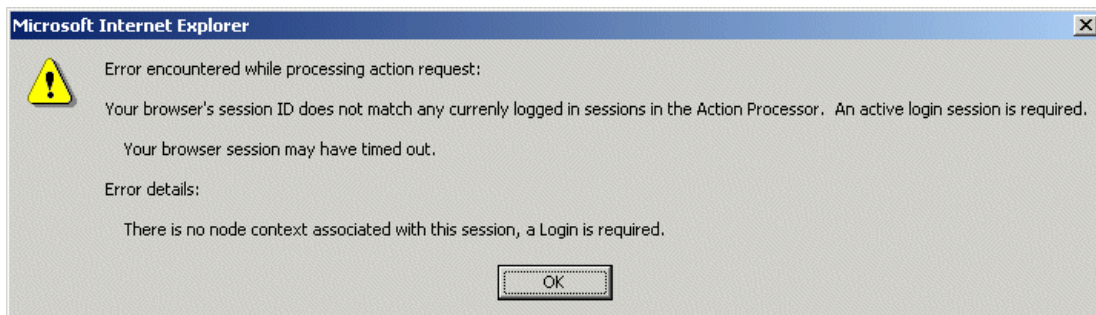 Microsoft Internet Explorer
Error encountered while processing action request:
Your browser's session ID does not match any currenly logged in sessions in the Action Processor. An active login session is required.
Your browser session may have timed out.
Error details:
There is no node context associated with this session, a Login is required.
OK